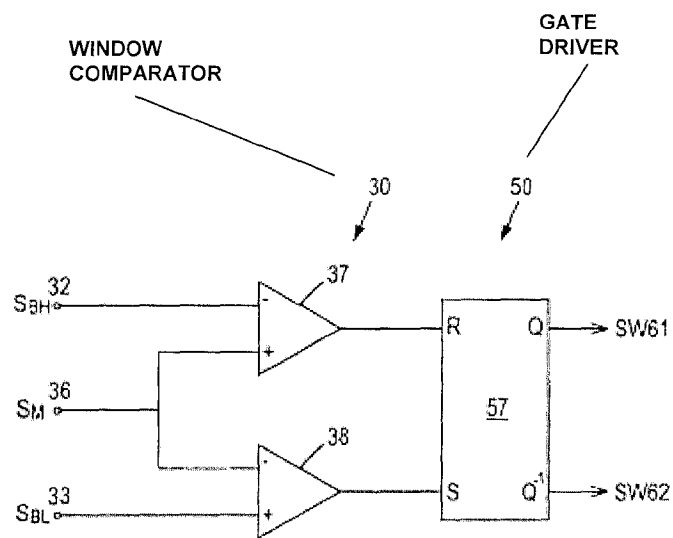 WINDOW
COMPARATOR
GATE
DRIVER
30
50
SBH 32
-
37
+
R
Q
SW61
SM 36
57
38
-
S
Q-1
SW62
SBL 33
+